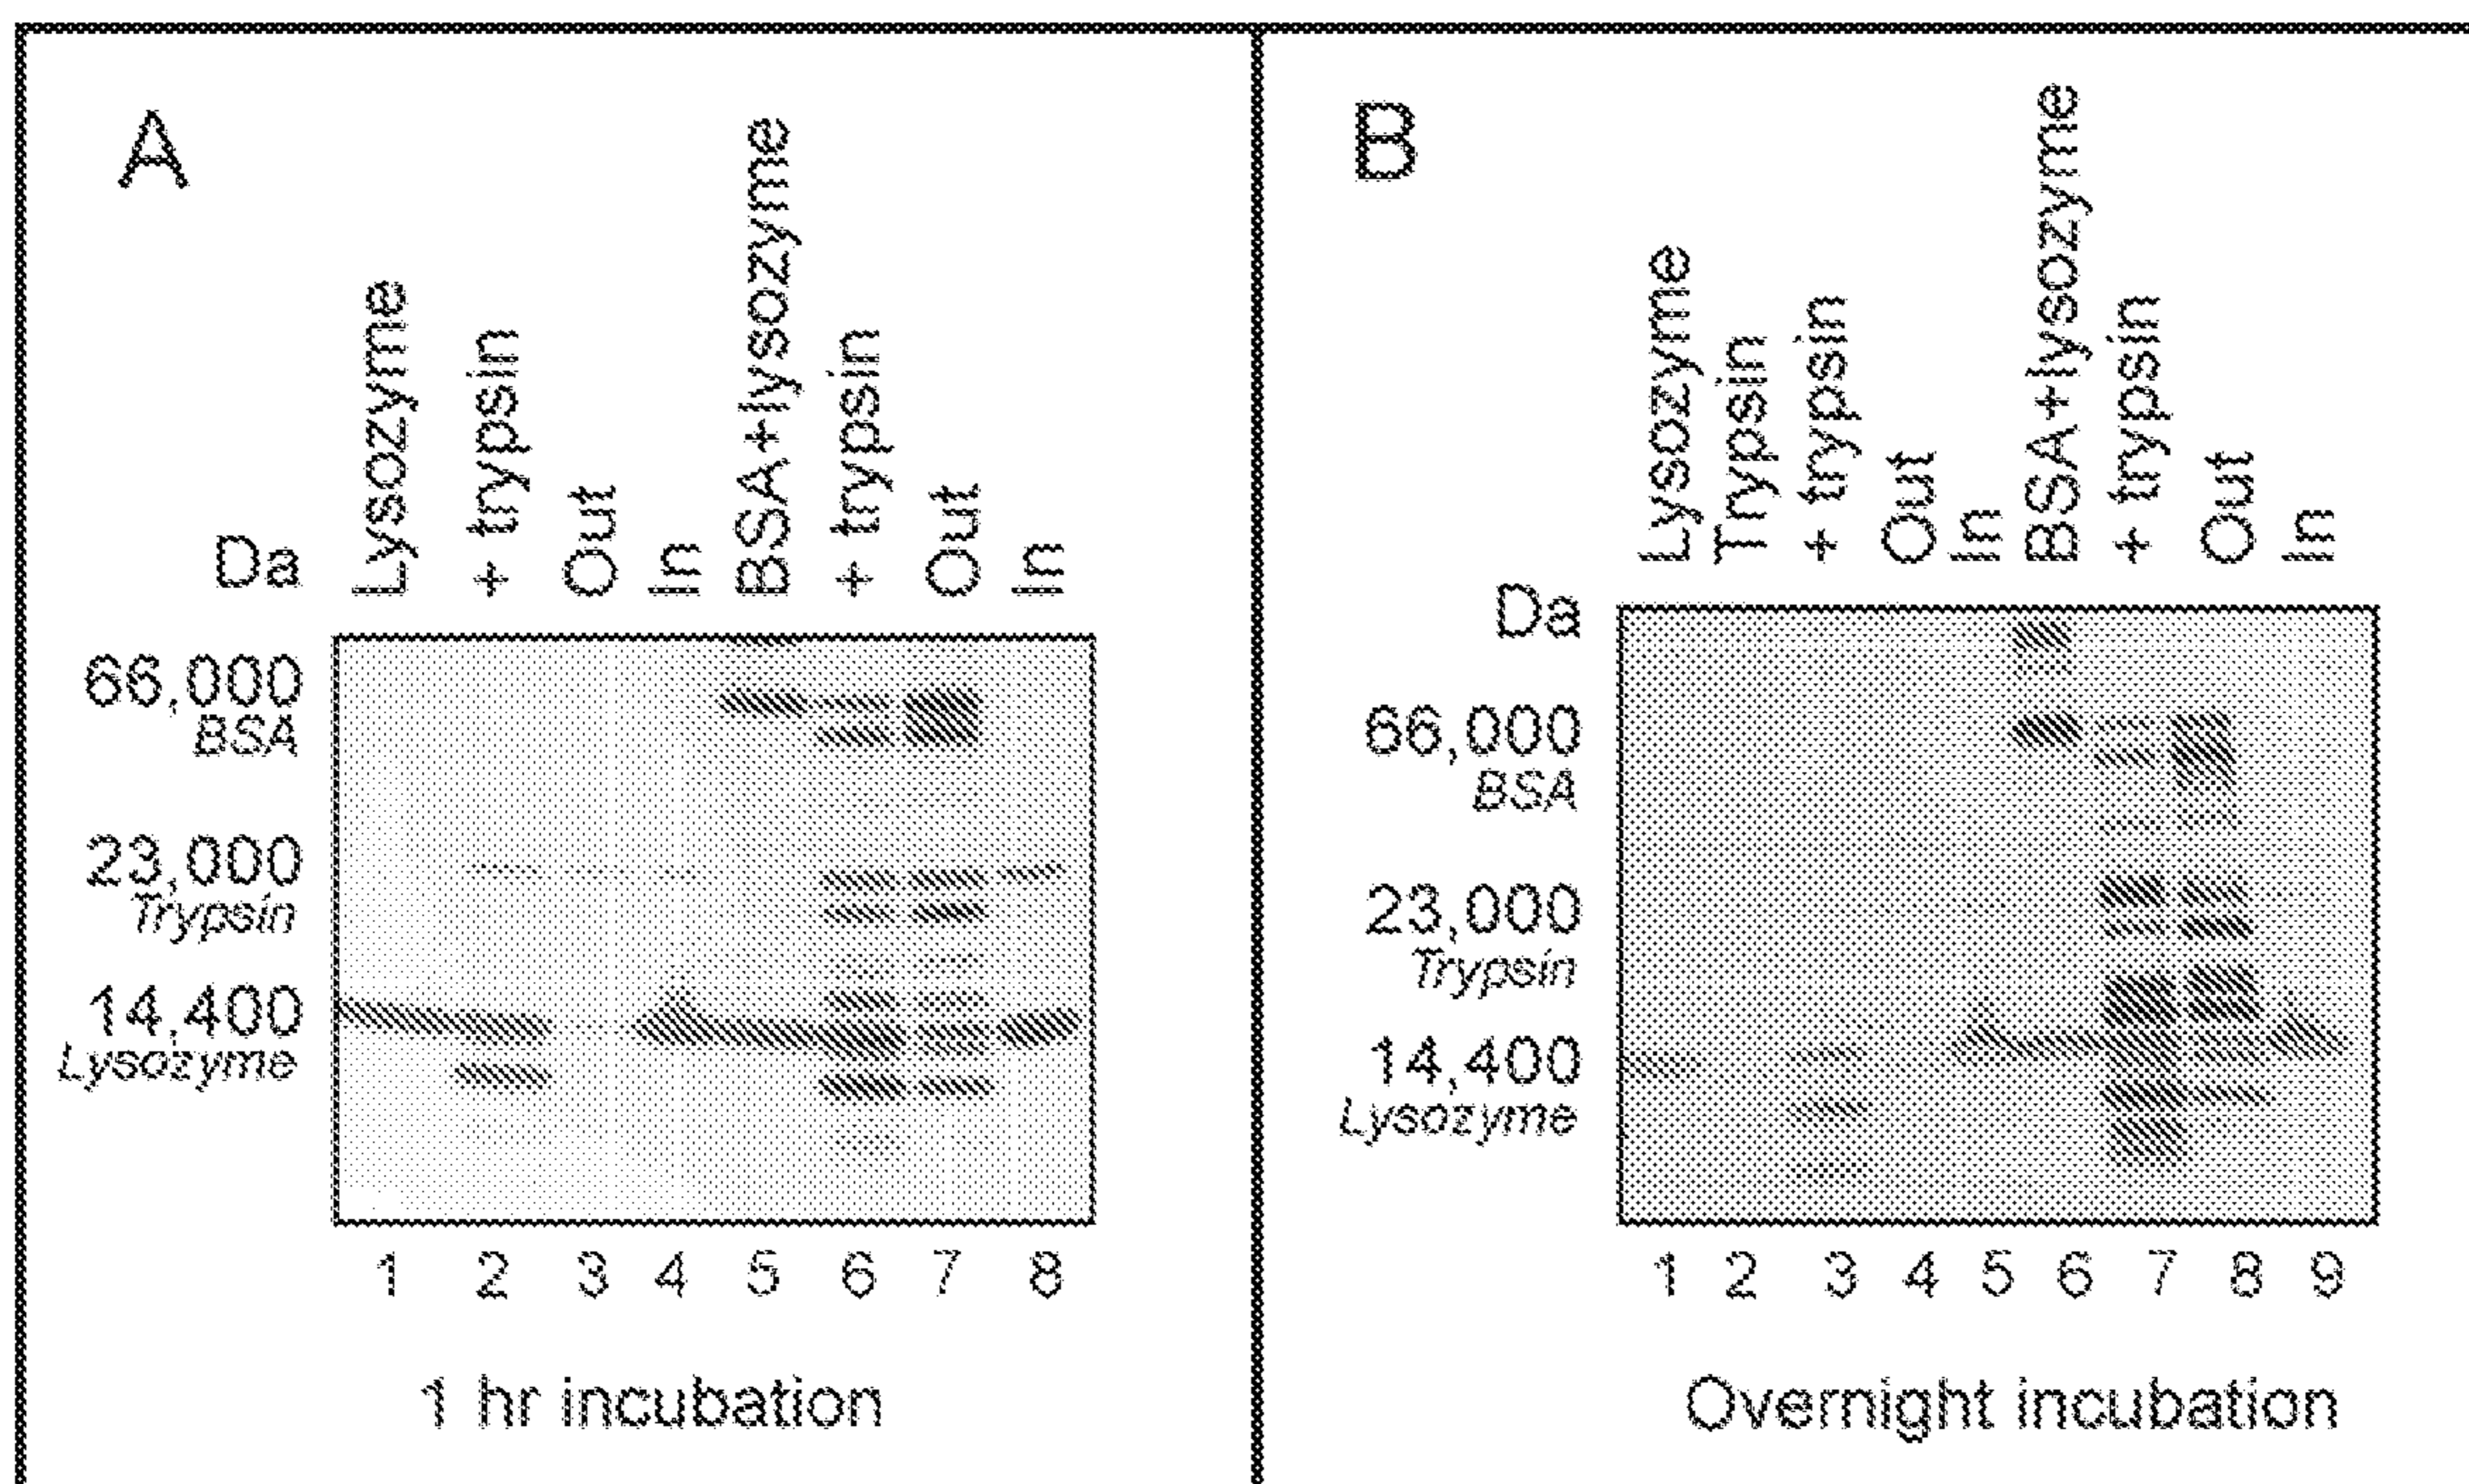 A
Lysozyme
+ trypsin
Out
In
BSA+lysozyme
+ trypsin
Out
In
Da
66,000
BSA
23,000
Trypsin
14,400
Lysozyme
1 2 3 4 5 6 7 8
1 hr incubation
B
Lysozyme
Trypsin
+ trypsin
Out
In
BSA+lysozyme
+ trypsin
Out
In
Da
66,000
BSA
23,000
Trypsin
14,400
Lysozyme
1 2 3 4 5 6 7 8 9
Overnight incubation